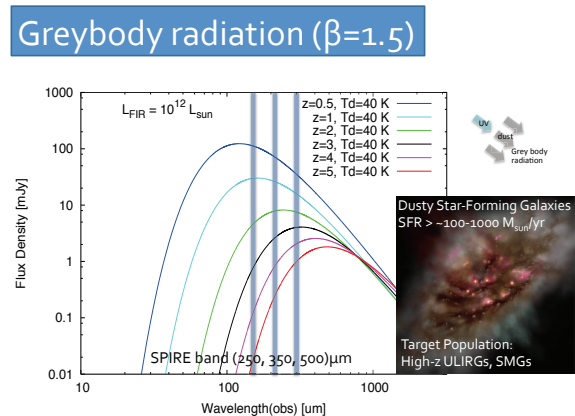 Greybody radiation (β=1.5)
1000
100
10
1
0.1
0.01
10
100
1000
Flux Density [mJy]
Wavelength(obs) [um]
L_FIR = 10^12 L_sun
z=0.5, Td=40 K
z=1, Td=40 K
z=2, Td=40 K
z=3, Td=40 K
z=4, Td=40 K
z=5, Td=40 K
SPIRE band (250, 350, 500)μm
UV
dust
Grey body
radiation
Dusty Star-Forming Galaxies
SFR > ~100-1000 M_sun/yr
Target Population:
High-z ULIRGs, SMGs